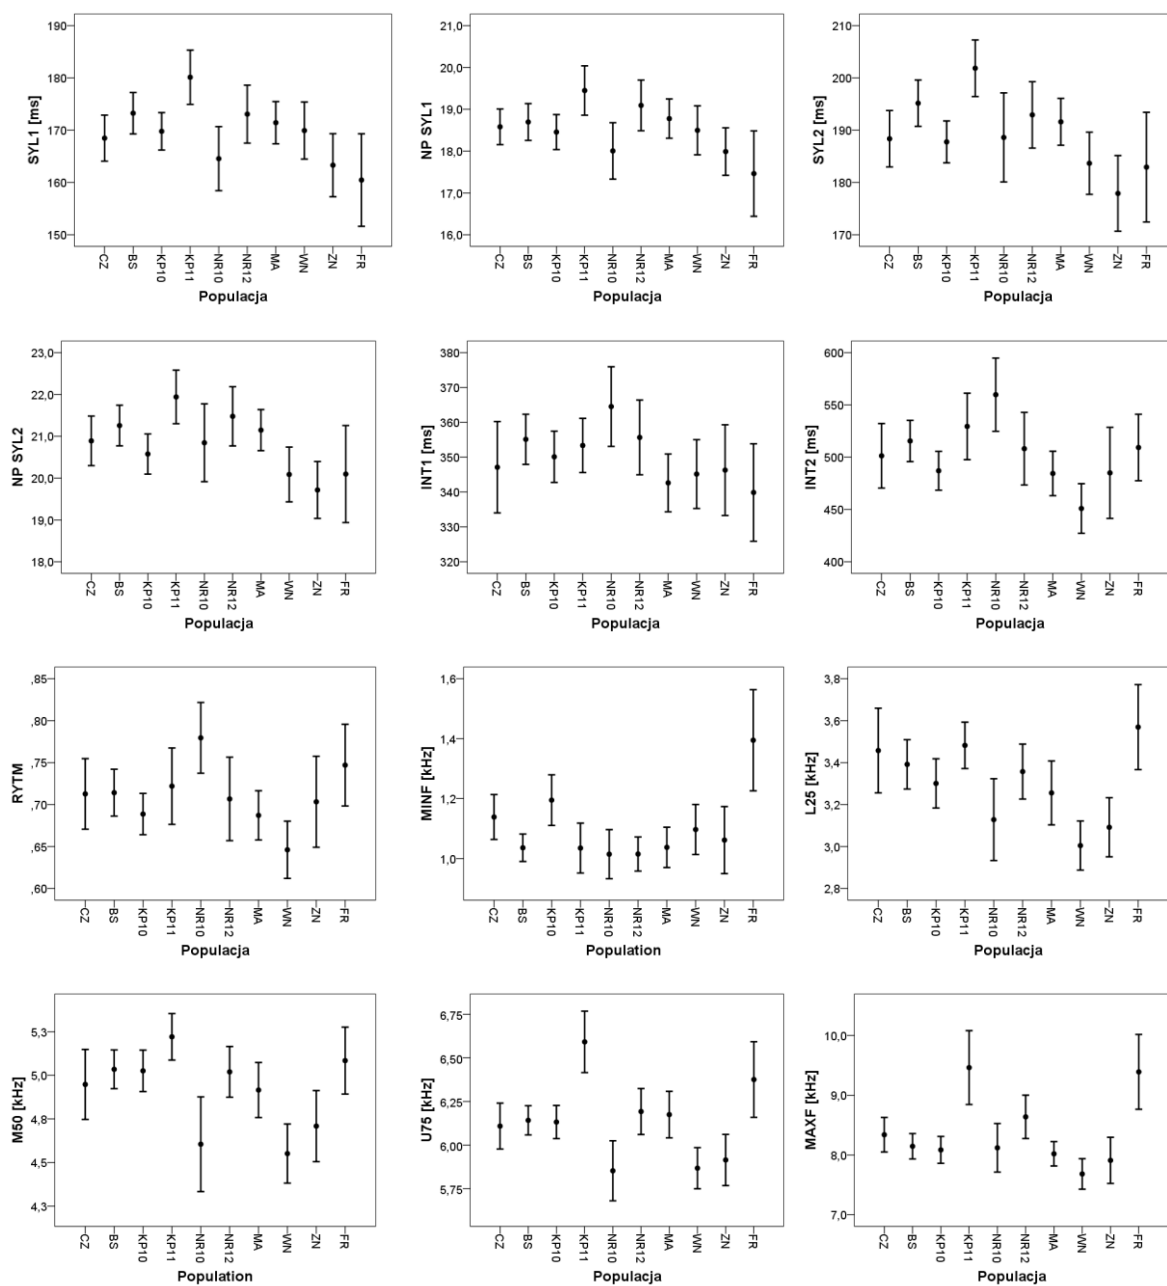 SYL1 [ms]
190
180
170
160
150
CZ BS KP10 KP11 NR10 NR12 MA WN ZN FR
Populacja
NP SYL1
21,0
20,0
19,0
18,0
17,0
16,0
CZ BS KP10 KP11 NR10 NR12 MA WN ZN FR
Populacja
SYL2 [ms]
210
200
190
180
170
CZ BS KP10 KP11 NR10 NR12 MA WN ZN FR
Populacja
NP SYL2
23,0
22,0
21,0
20,0
19,0
18,0
CZ BS KP10 KP11 NR10 NR12 MA WN ZN FR
Populacja
INT1 [ms]
380
370
360
350
340
330
320
CZ BS KP10 KP11 NR10 NR12 MA WN ZN FR
Populacja
INT2 [ms]
600
550
500
450
400
CZ BS KP10 KP11 NR10 NR12 MA WN ZN FR
Populacja
RYTM
,85
,80
,75
,70
,65
,60
CZ BS KP10 KP11 NR10 NR12 MA WN ZN FR
Populacja
MINF [kHz]
1,6
1,4
1,2
1,0
CZ BS KP10 KP11 NR10 NR12 MA WN ZN FR
Population
L25 [kHz]
3,8
3,6
3,4
3,2
3,0
2,8
CZ BS KP10 KP11 NR10 NR12 MA WN ZN FR
Populacja
M50 [kHz]
5,3
5,0
4,8
4,5
4,3
CZ BS KP10 KP11 NR10 NR12 MA WN ZN FR
Population
U75 [kHz]
6,75
6,50
6,25
6,00
5,75
CZ BS KP10 KP11 NR10 NR12 MA WN ZN FR
Populacja
MAXF [kHz]
10,0
9,0
8,0
7,0
CZ BS KP10 KP11 NR10 NR12 MA WN ZN FR
Populacja